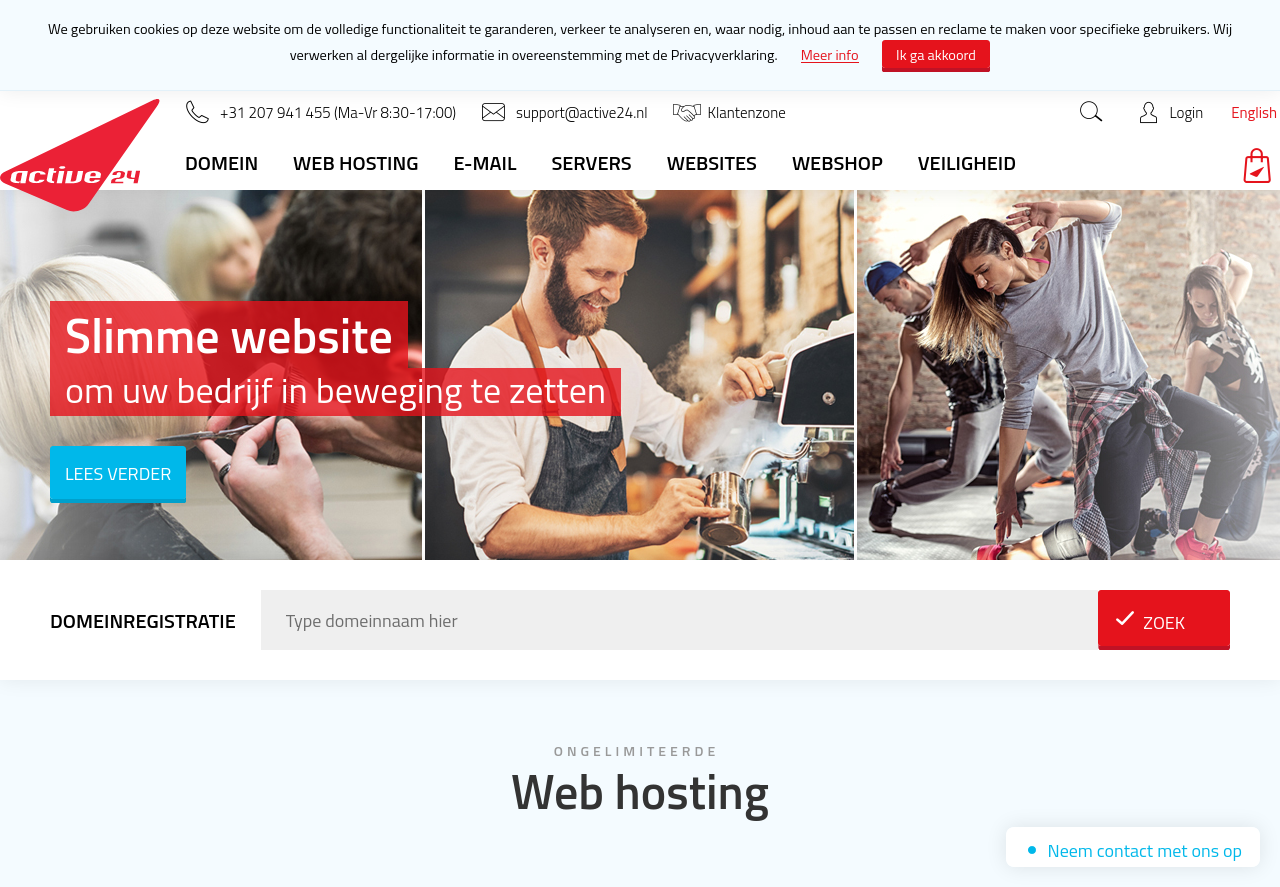 We gebruiken cookies op deze website om de volledige functionaliteit te garanderen, verkeer te analyseren en, waar nodig, inhoud aan te passen en reclame te maken voor specifieke gebruikers. Wij
verwerken al dergelijke informatie in overeenstemming met de Privacyverklaring. Meer info Ik ga akkoord
+31 207 941 455 (Ma-Vr 8:30-17:00) support@active24.nl Klantenzone Login English
active 24
DOMEIN WEB HOSTING E-MAIL SERVERS WEBSITES WEBSHOP VEILIGHEID
Slimme website
om uw bedrijf in beweging te zetten
LEES VERDER
DOMEINREGISTRATIE Type domeinnaam hier ZOEK
ONGELIMITEERDE
Web hosting
Neem contact met ons op